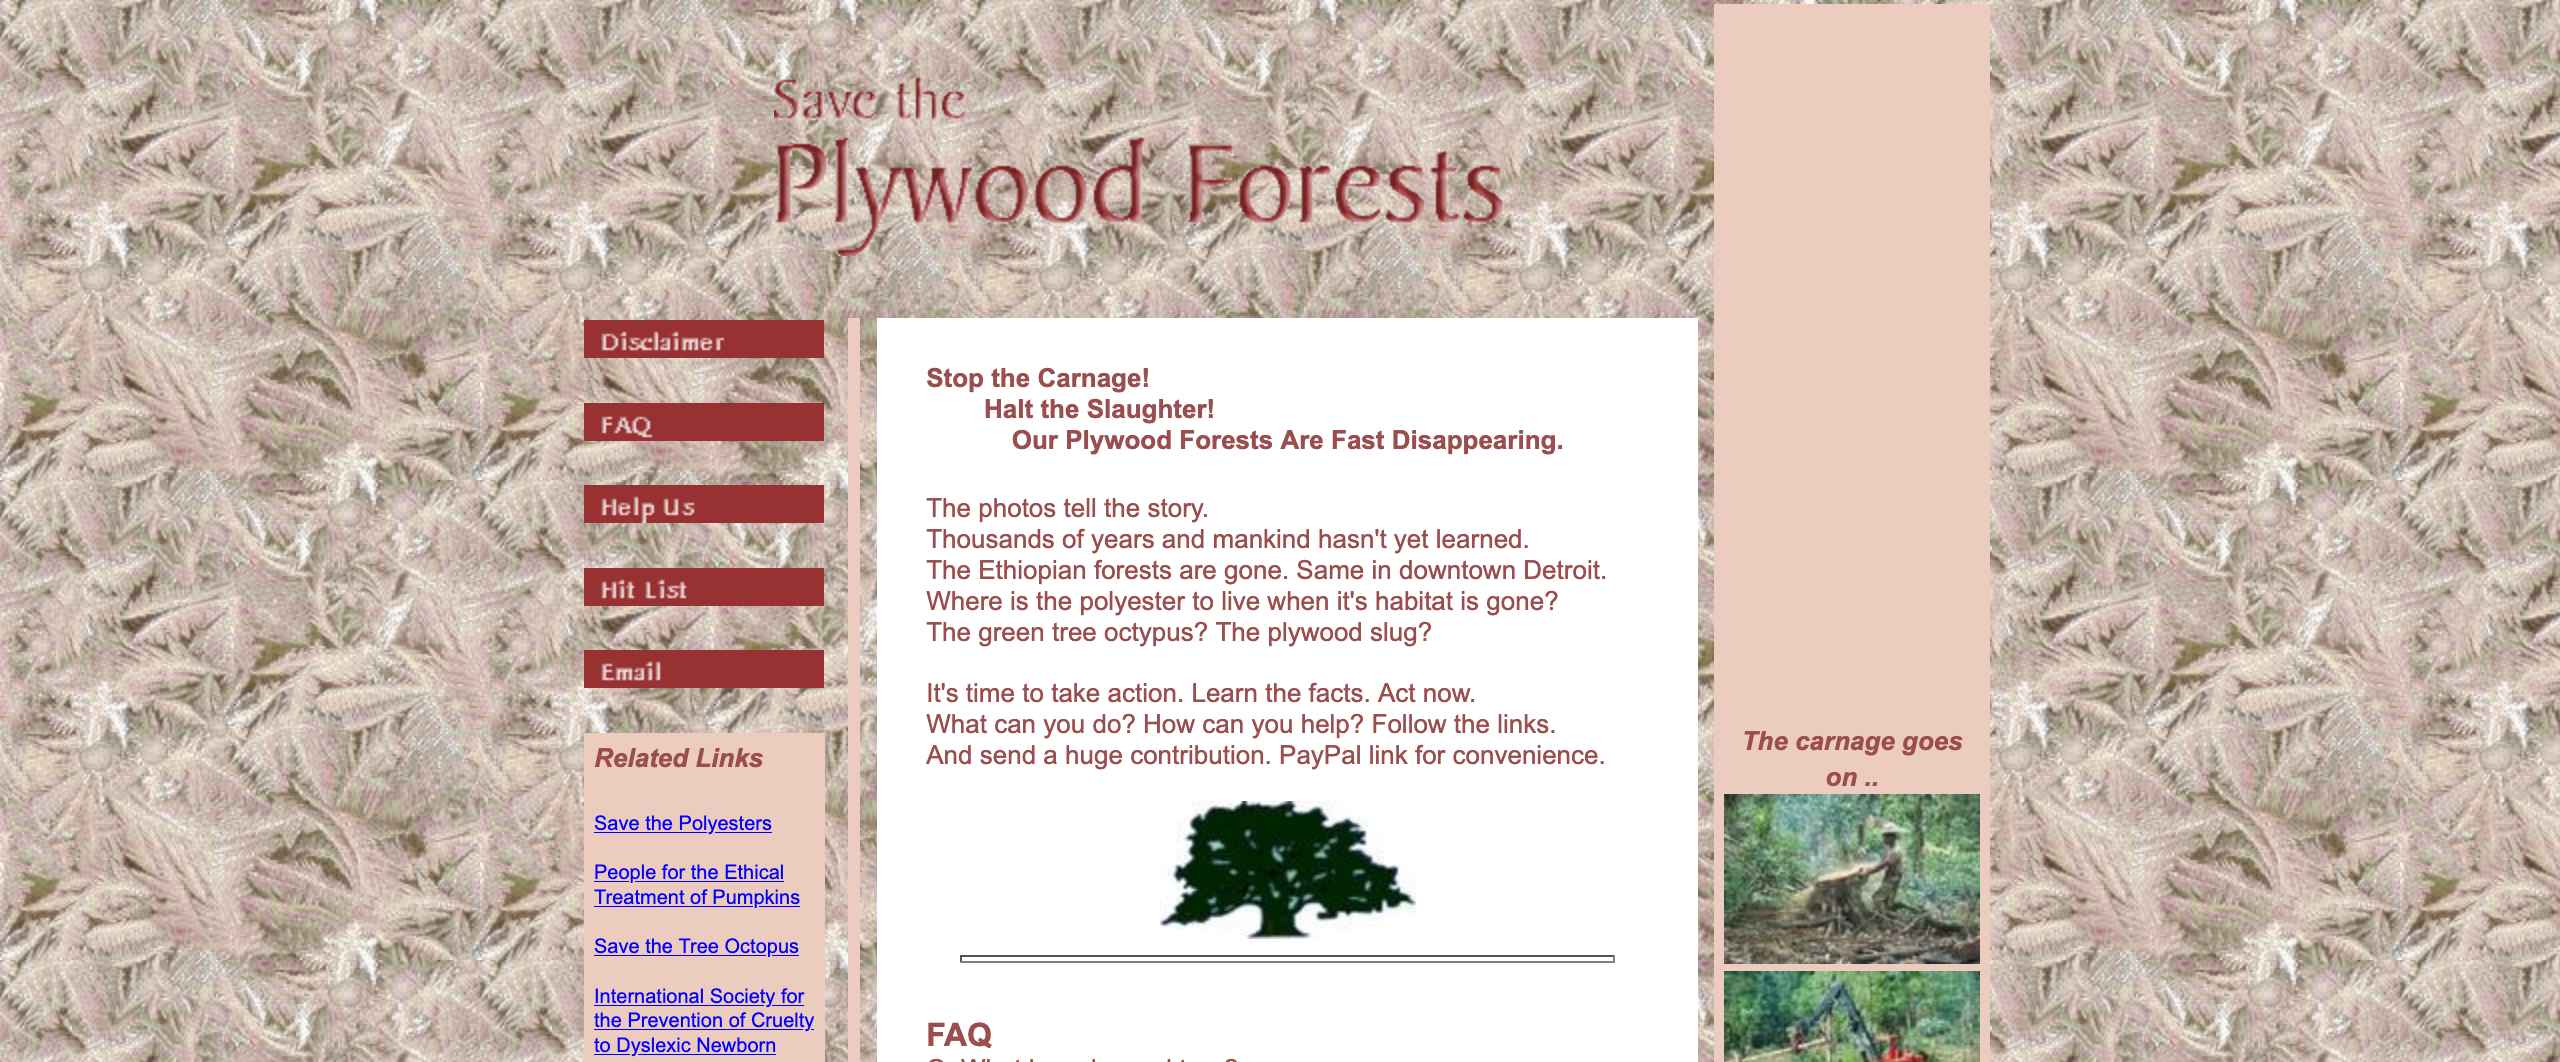 Save the
Plywood Forests
Disclaimer
FAQ
Help Us
Hit List
Email
Related Links
Save the Polyesters
People for the Ethical
Treatment of Pumpkins
Save the Tree Octopus
International Society for
the Prevention of Cruelty
to Dyslexic Newborn
Stop the Carnage!
Halt the Slaughter!
Our Plywood Forests Are Fast Disappearing.
The photos tell the story.
Thousands of years and mankind hasn't yet learned.
The Ethiopian forests are gone. Same in downtown Detroit.
Where is the polyester to live when it's habitat is gone?
The green tree octypus? The plywood slug?
It's time to take action. Learn the facts. Act now.
What can you do? How can you help? Follow the links.
And send a huge contribution. PayPal link for convenience.
FAQ
The carnage goes
on ..